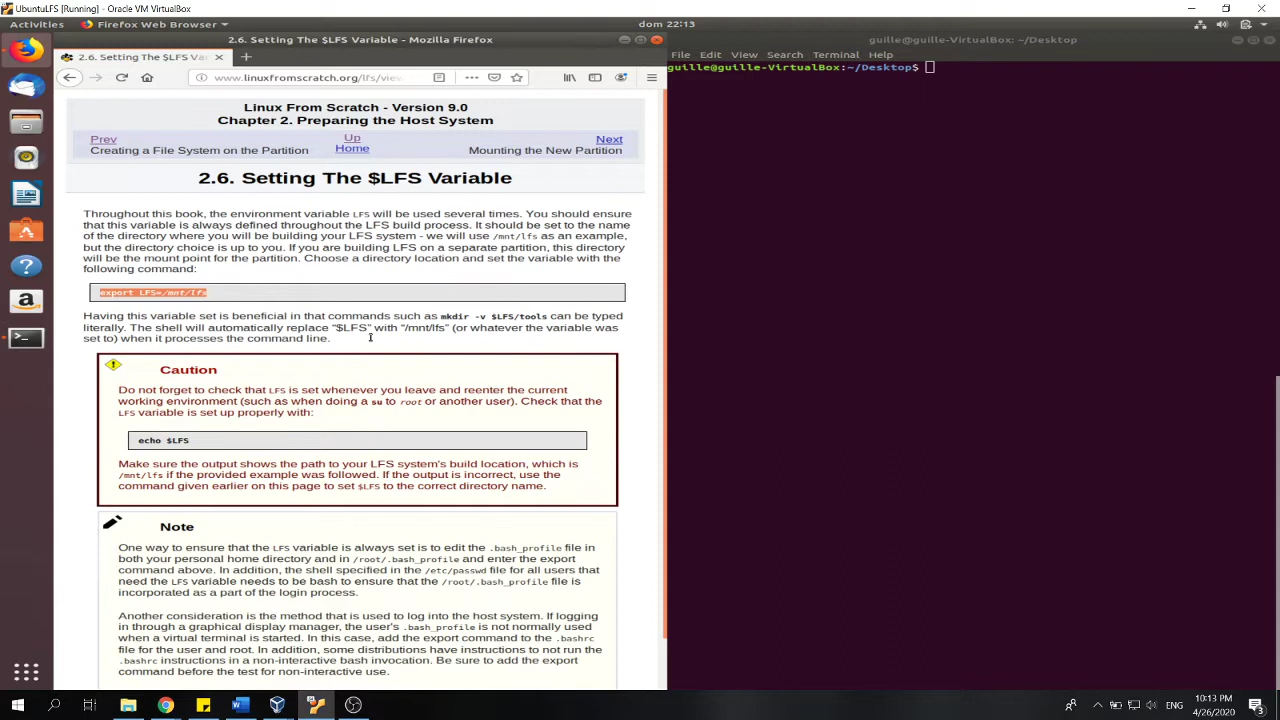 UbuntuLFS [Running] - Oracle VM VirtualBox
Activities
Firefox Web Browser
dom 22:13
2.6. Setting The $LFS Variable - Mozilla Firefox
guille@guille-VirtualBox: ~/Desktop
2.6. Setting The $LFS Va
File Edit View Search Terminal Help
guille@guille-VirtualBox:~/Desktop$
www.linuxfromscratch.org/lfs/view
Linux From Scratch - Version 9.0
Chapter 2. Preparing the Host System
Prev
Up
Next
Creating a File System on the Partition
Home
Mounting the New Partition
2.6. Setting The $LFS Variable
Throughout this book, the environment variable LFS will be used several times. You should ensure
that this variable is always defined throughout the LFS build process. It should be set to the name
of the directory where you will be building your LFS system - we will use /mnt/lfs as an example,
but the directory choice is up to you. If you are building LFS on a separate partition, this directory
will be the mount point for the partition. Choose a directory location and set the variable with the
following command:
export LFS=/mnt/lfs
Having this variable set is beneficial in that commands such as mkdir -v $LFS/tools can be typed
literally. The shell will automatically replace “$LFS” with “/mnt/lfs” (or whatever the variable was
set to) when it processes the command line.
Caution
Do not forget to check that LFS is set whenever you leave and reenter the current
working environment (such as when doing a su to root or another user). Check that the
LFS variable is set up properly with:
echo $LFS
Make sure the output shows the path to your LFS system's build location, which is
/mnt/lfs if the provided example was followed. If the output is incorrect, use the
command given earlier on this page to set $LFS to the correct directory name.
Note
One way to ensure that the LFS variable is always set is to edit the .bash_profile file in
both your personal home directory and in /root/.bash_profile and enter the export
command above. In addition, the shell specified in the /etc/passwd file for all users that
need the LFS variable needs to be bash to ensure that the /root/.bash_profile file is
incorporated as a part of the login process.
Another consideration is the method that is used to log into the host system. If logging
in through a graphical display manager, the user's .bash_profile is not normally used
when a virtual terminal is started. In this case, add the export command to the .bashrc
file for the user and root. In addition, some distributions have instructions to not run the
.bashrc instructions in a non-interactive bash invocation. Be sure to add the export
command before the test for non-interactive use.
10:13 PM
4/26/2020